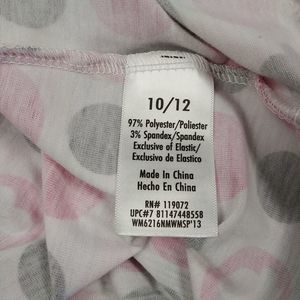 10/12
97% Polyester/Poliester
3% Spandex/Spandex
Exclusive of Elastic/
Exclusivo de Elastico
Made In China
Hecho En China
RN# 119072
UPC#7 8114744855B
WM6216NMWMSP'13